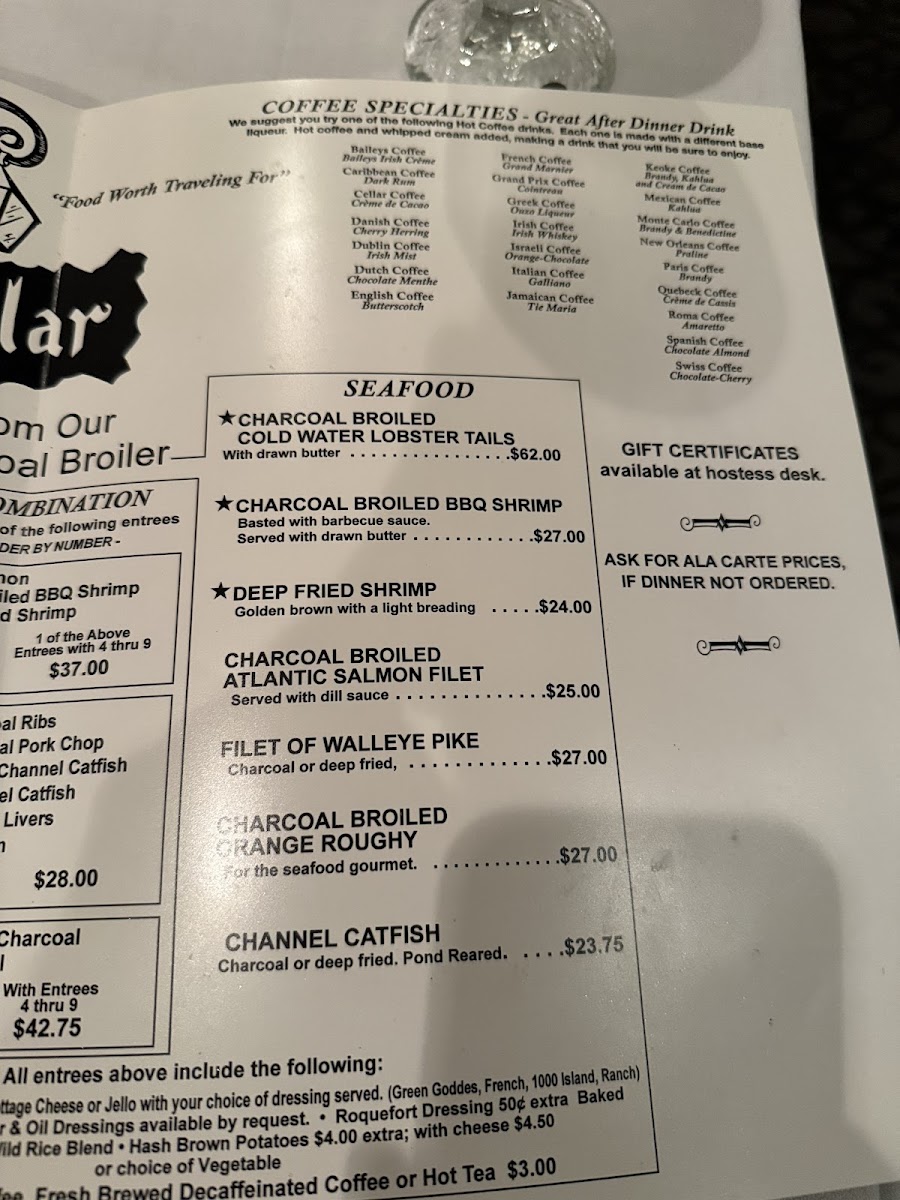 COFFEE SPECIALTIES - Great After Dinner Drink
We suggest you try one of the following Hot Coffee drinks. Each one is made with a different base
liqueur. Hot coffee and whipped cream added, making a drink that you will be sure to enjoy.
"Food Worth Traveling For"
Baileys Coffee
Baileys Irish Crème
Caribbean Coffee
Dark Rum
Cellar Coffee
Crème de Cacao
Danish Coffee
Cherry Herring
Dublin Coffee
Irish Mist
Dutch Coffee
Chocolate Menthe
English Coffee
Butterscotch
French Coffee
Grand Marnier
Grand Prix Coffee
Cointreau
Greek Coffee
Ouzo Liqueur
Irish Coffee
Irish Whiskey
Israeli Coffee
Orange-Chocolate
Italian Coffee
Galliano
Jamaican Coffee
Tie Maria
Keoke Coffee
Brandy, Kahlua
and Cream de Cacao
Mexican Coffee
Kahlua
Monte Carlo Coffee
Brandy & Benedictine
New Orleans Coffee
Praline
Paris Coffee
Brandy
Quebeck Coffee
Crème de Cassis
Roma Coffee
Amaretto
Spanish Coffee
Chocolate Almond
Swiss Coffee
Chocolate-Cherry
llar
om Our
oal Broiler
OMBINATION
of the following entrees
DER BY NUMBER -
mon
iled BBQ Shrimp
d Shrimp
1 of the Above
Entrees with 4 thru 9
$37.00
al Ribs
al Pork Chop
Channel Catfish
el Catfish
Livers
n
$28.00
Charcoal
l
With Entrees
4 thru 9
$42.75
SEAFOOD
★CHARCOAL BROILED
COLD WATER LOBSTER TAILS
With drawn butter . . . . . . . . . . . . . . . .$62.00
★CHARCOAL BROILED BBQ SHRIMP
Basted with barbecue sauce.
Served with drawn butter . . . . . . . . . . . .$27.00
★DEEP FRIED SHRIMP
Golden brown with a light breading . . . . .$24.00
CHARCOAL BROILED
ATLANTIC SALMON FILET
Served with dill sauce . . . . . . . . . . . . . . .$25.00
FILET OF WALLEYE PIKE
Charcoal or deep fried, . . . . . . . . . . . . .$27.00
CHARCOAL BROILED
ORANGE ROUGHY
For the seafood gourmet. . . . . . . . . . . . .$27.00
CHANNEL CATFISH
Charcoal or deep fried. Pond Reared. . . . .$23.75
GIFT CERTIFICATES
available at hostess desk.
ASK FOR ALA CARTE PRICES,
IF DINNER NOT ORDERED.
All entrees above include the following:
ttage Cheese or Jello with your choice of dressing served. (Green Goddes, French, 1000 Island, Ranch)
r & Oil Dressings available by request. • Roquefort Dressing 50¢ extra Baked
Wild Rice Blend • Hash Brown Potatoes $4.00 extra; with cheese $4.50
or choice of Vegetable
fee, Fresh Brewed Decaffeinated Coffee or Hot Tea $3.00